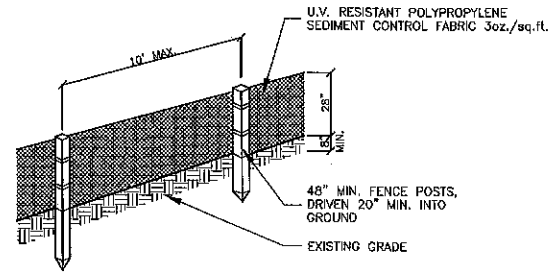 U.V. RESISTANT POLYPROPYLENE
SEDIMENT CONTROL FABRIC 3oz./sq.ft.
10' MAX.
28"
8"
MIN.
48" MIN. FENCE POSTS,
DRIVEN 20" MIN. INTO
GROUND
EXISTING GRADE